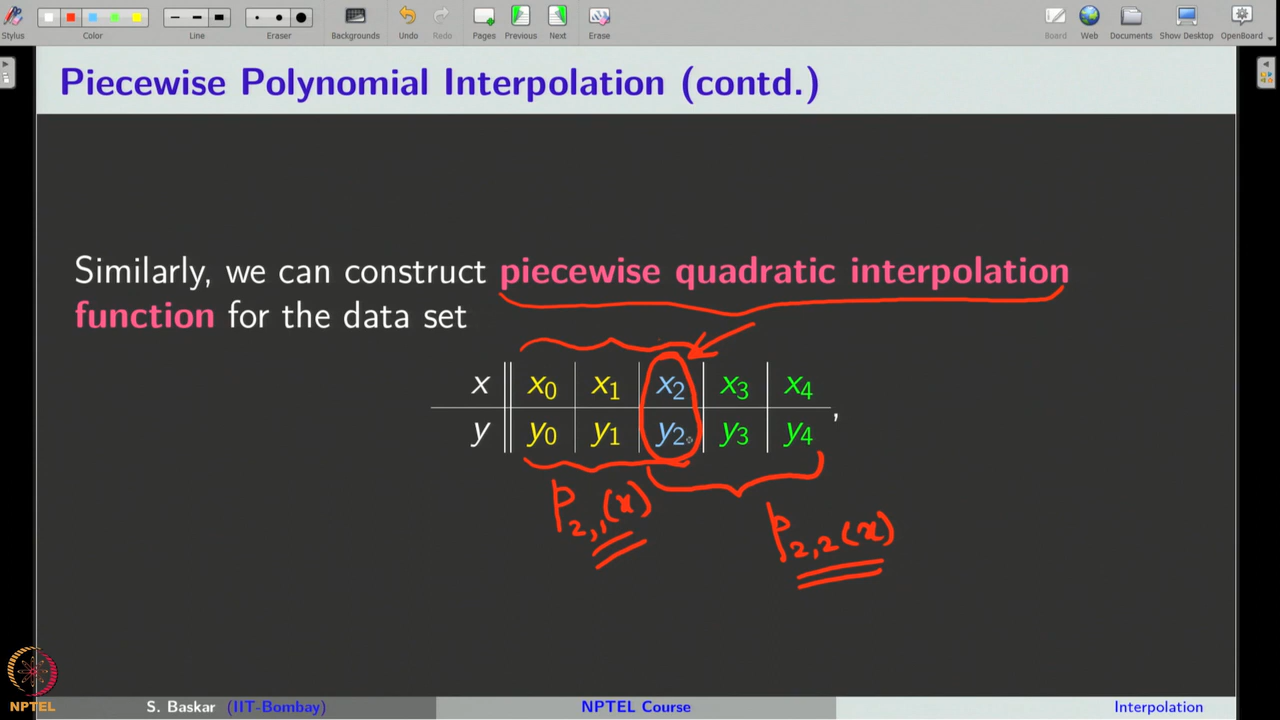 Stylus Color Line Eraser Backgrounds Undo Redo Pages Previous Next Erase Board Web Documents Show Desktop OpenBoard
Piecewise Polynomial Interpolation (contd.)
Similarly, we can construct piecewise quadratic interpolation
function for the data set
x x₀ x₁ x₂ x₃ x₄
y y₀ y₁ y₂ y₃ y₄ ,
p₂,₁(x)
p₂,₂(x)
NPTEL
S. Baskar (IIT-Bombay) NPTEL Course Interpolation